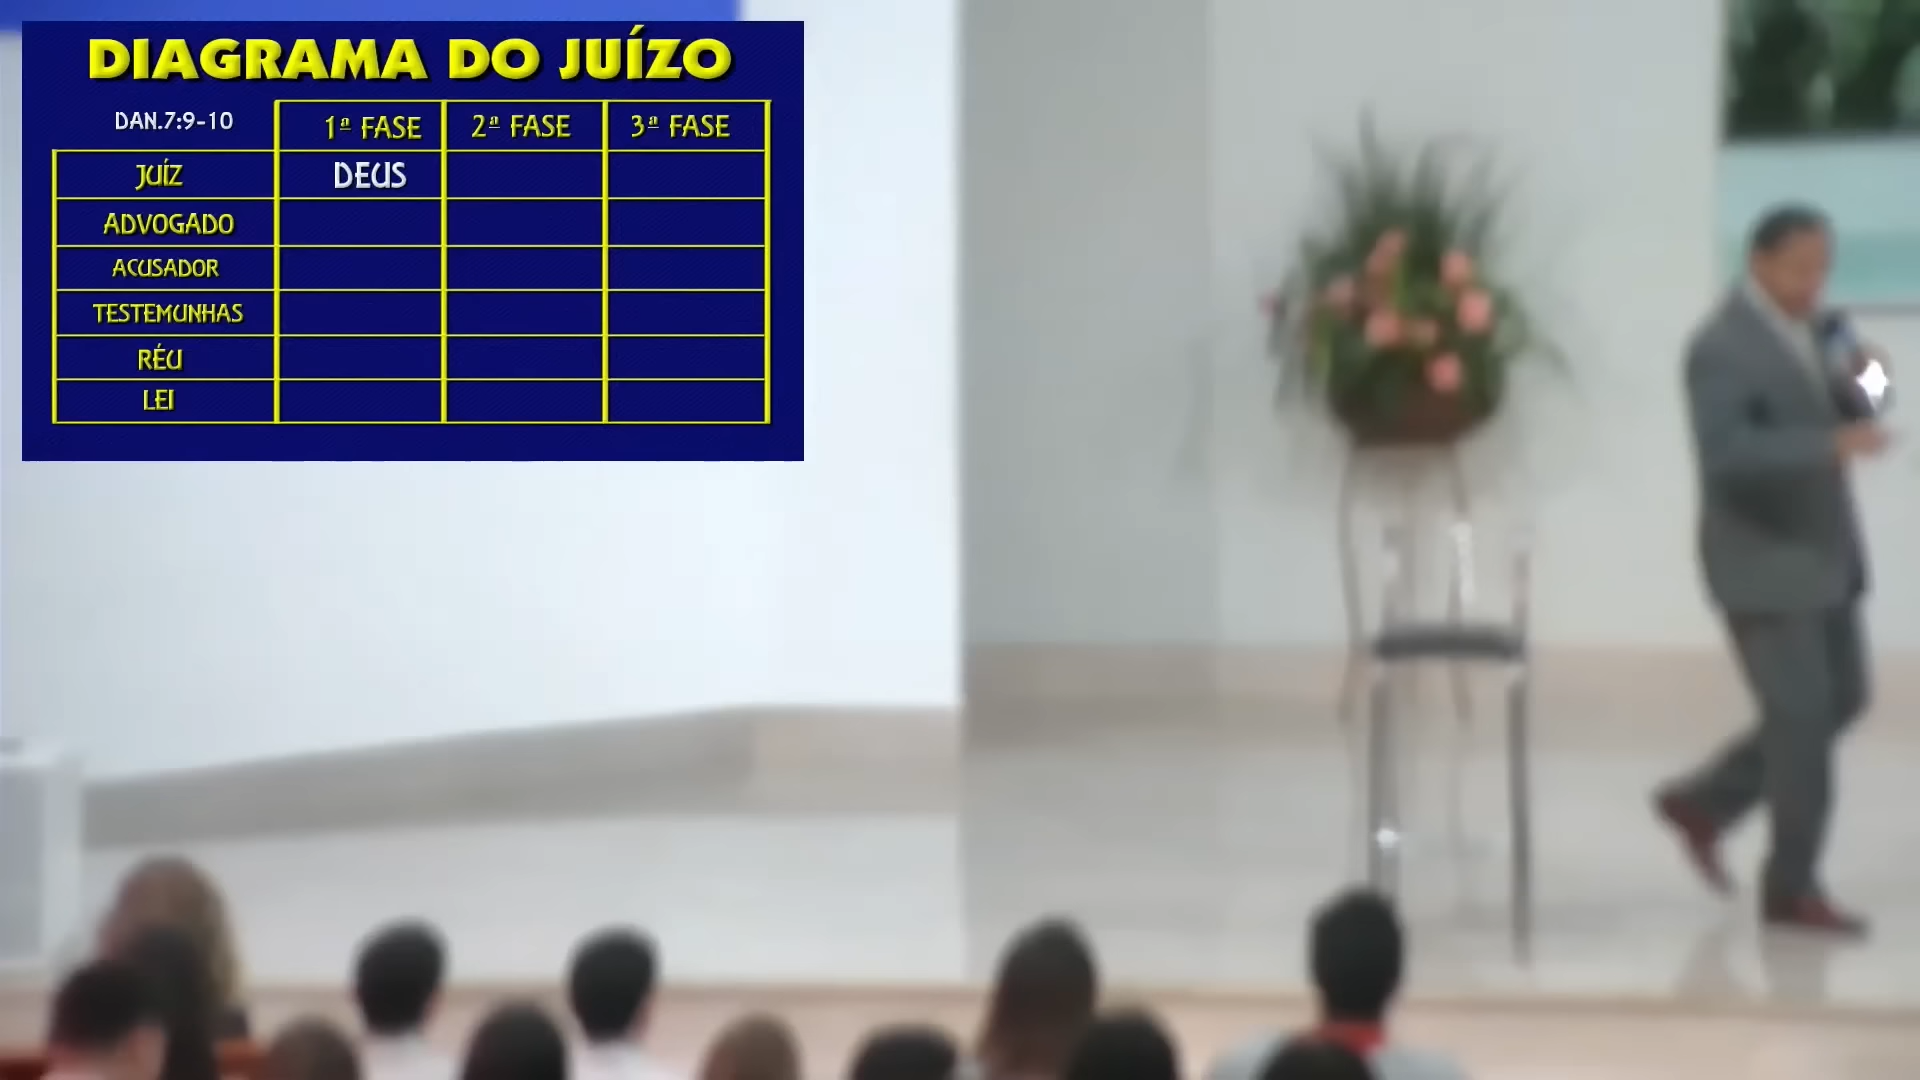 DIAGRAMA DO JUÍZO
DAN.7:9-10 1ª FASE 2ª FASE 3ª FASE
JUÍZ DEUS
ADVOGADO
ACUSADOR
TESTEMUNHAS
RÉU
LEI